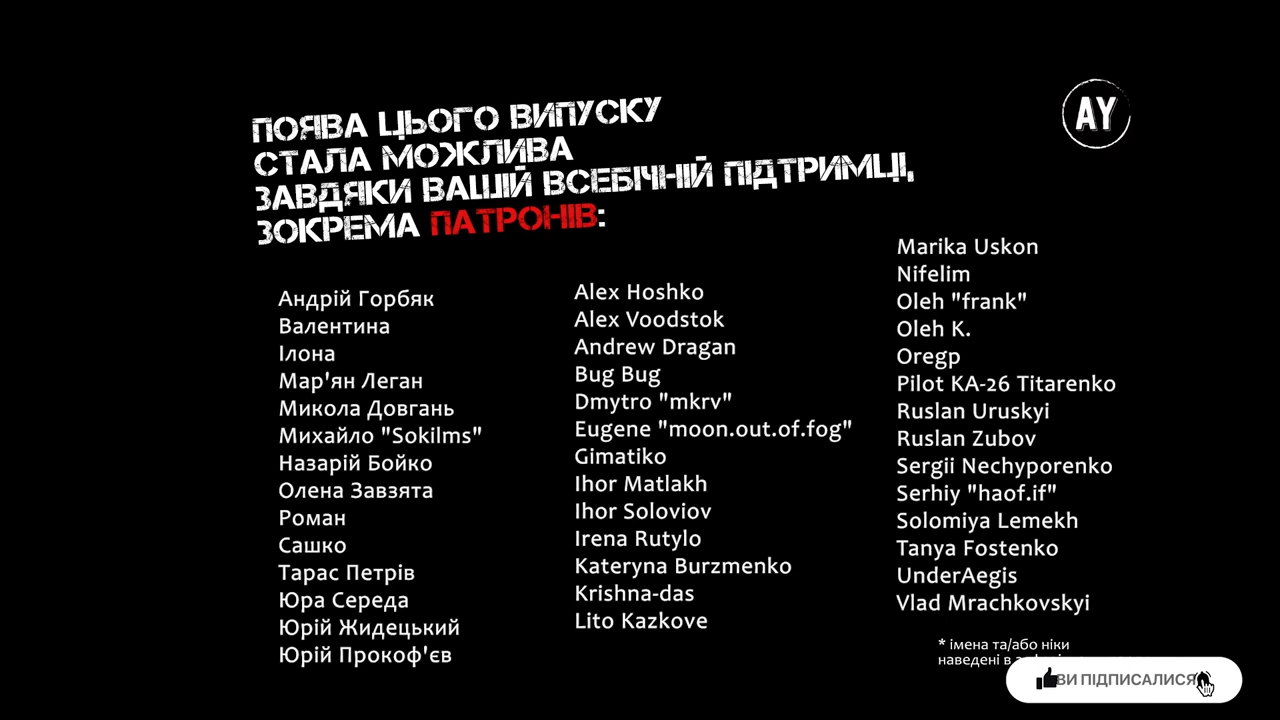 ПОЯВА ЦЬОГО ВИПУСКУ
СТАЛА МОЖЛИВА
ЗАВДЯКИ ВАШІЙ ВСЕБІЧНІЙ ПІДТРИМЦІ,
ЗОКРЕМА ПАТРОНІВ:
AY
Андрій Горбяк
Валентина
Ілона
Мар'ян Леган
Микола Довгань
Михайло "Sokilms"
Назарій Бойко
Олена Завзята
Роман
Сашко
Тарас Петрів
Юра Середа
Юрій Жидецький
Юрій Прокоф'єв
Alex Hoshko
Alex Voodstok
Andrew Dragan
Bug Bug
Dmytro "mkrv"
Eugene "moon.out.of.fog"
Gimatiko
Ihor Matlakh
Ihor Soloviov
Irena Rutylo
Kateryna Burzmenko
Krishna-das
Lito Kazkove
Marika Uskon
Nifelim
Oleh "frank"
Oleh K.
Oregp
Pilot KA-26 Titarenko
Ruslan Uruskyi
Ruslan Zubov
Sergii Nechyporenko
Serhiy "haof.if"
Solomiya Lemekh
Tanya Fostenko
UnderAegis
Vlad Mrachkovskyi
* імена та/або ніки
наведені в
ВИ ПІДПИСАЛИСЯ